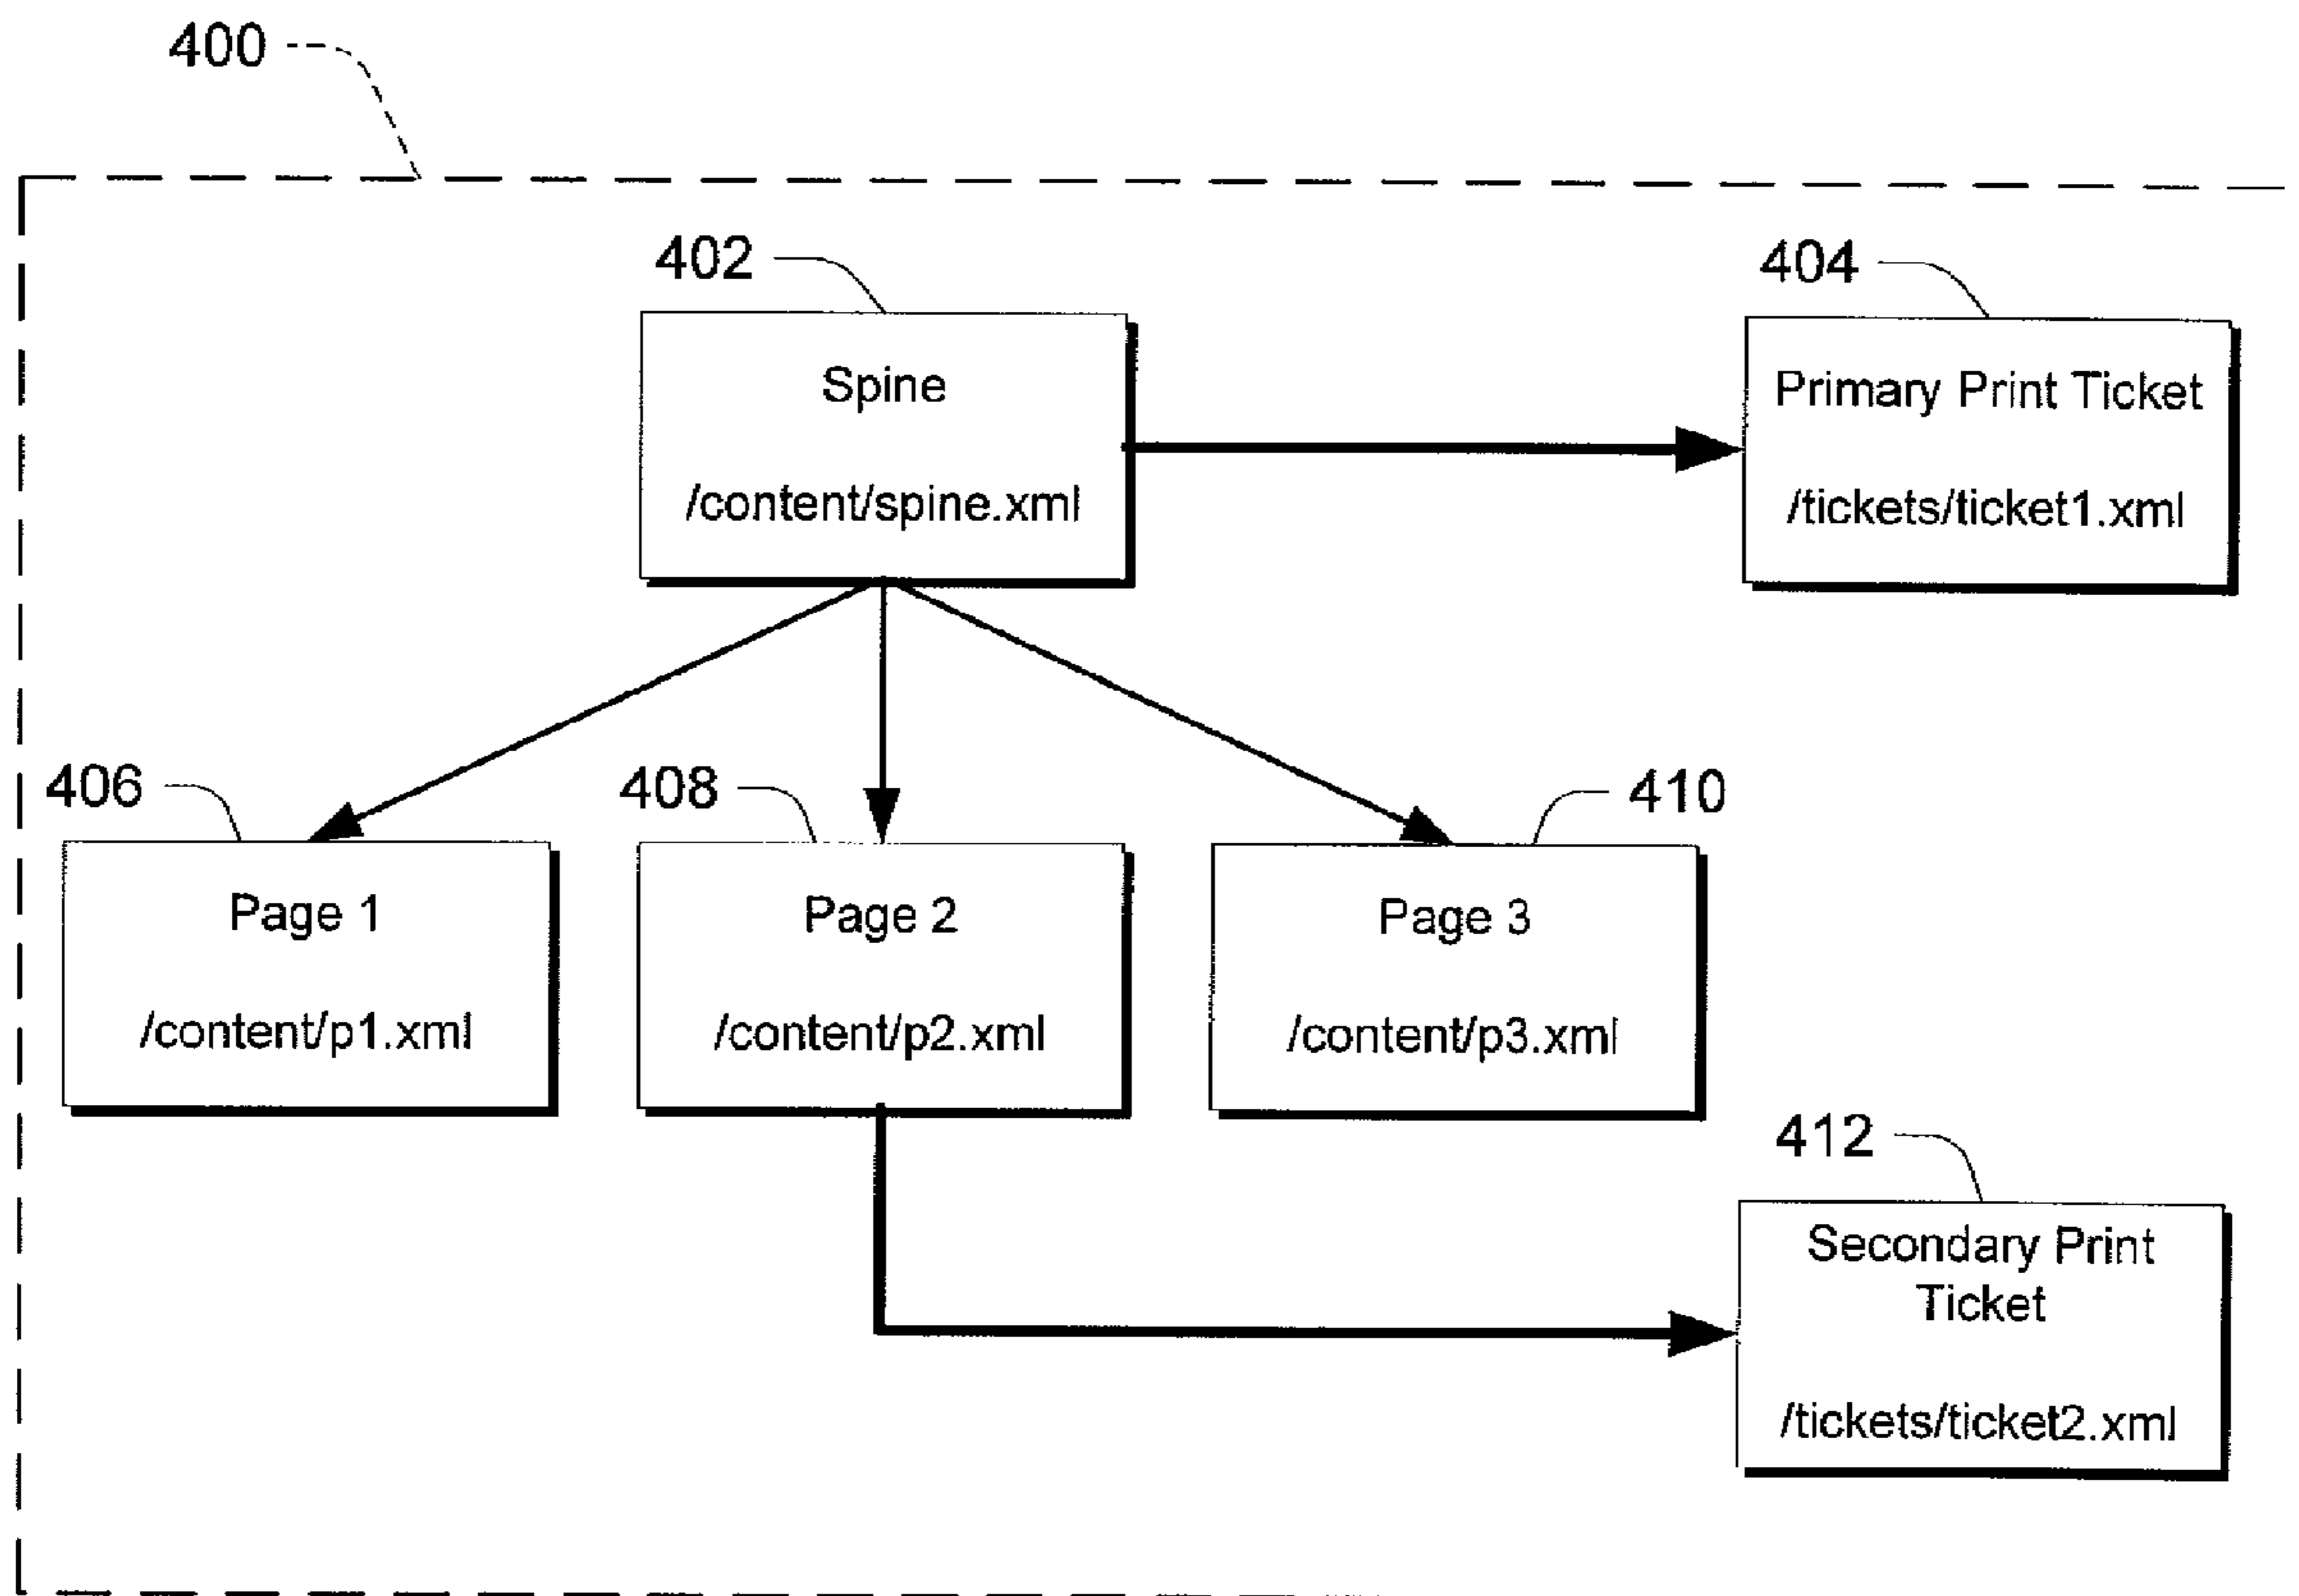 400
402
404
Spine
/content/spine.xml
Primary Print Ticket
/tickets/ticket1.xml
406
408
410
Page 1
/content/p1.xml
Page 2
/content/p2.xml
Page 3
/content/p3.xml
412
Secondary Print
Ticket
/tickets/ticket2.xml